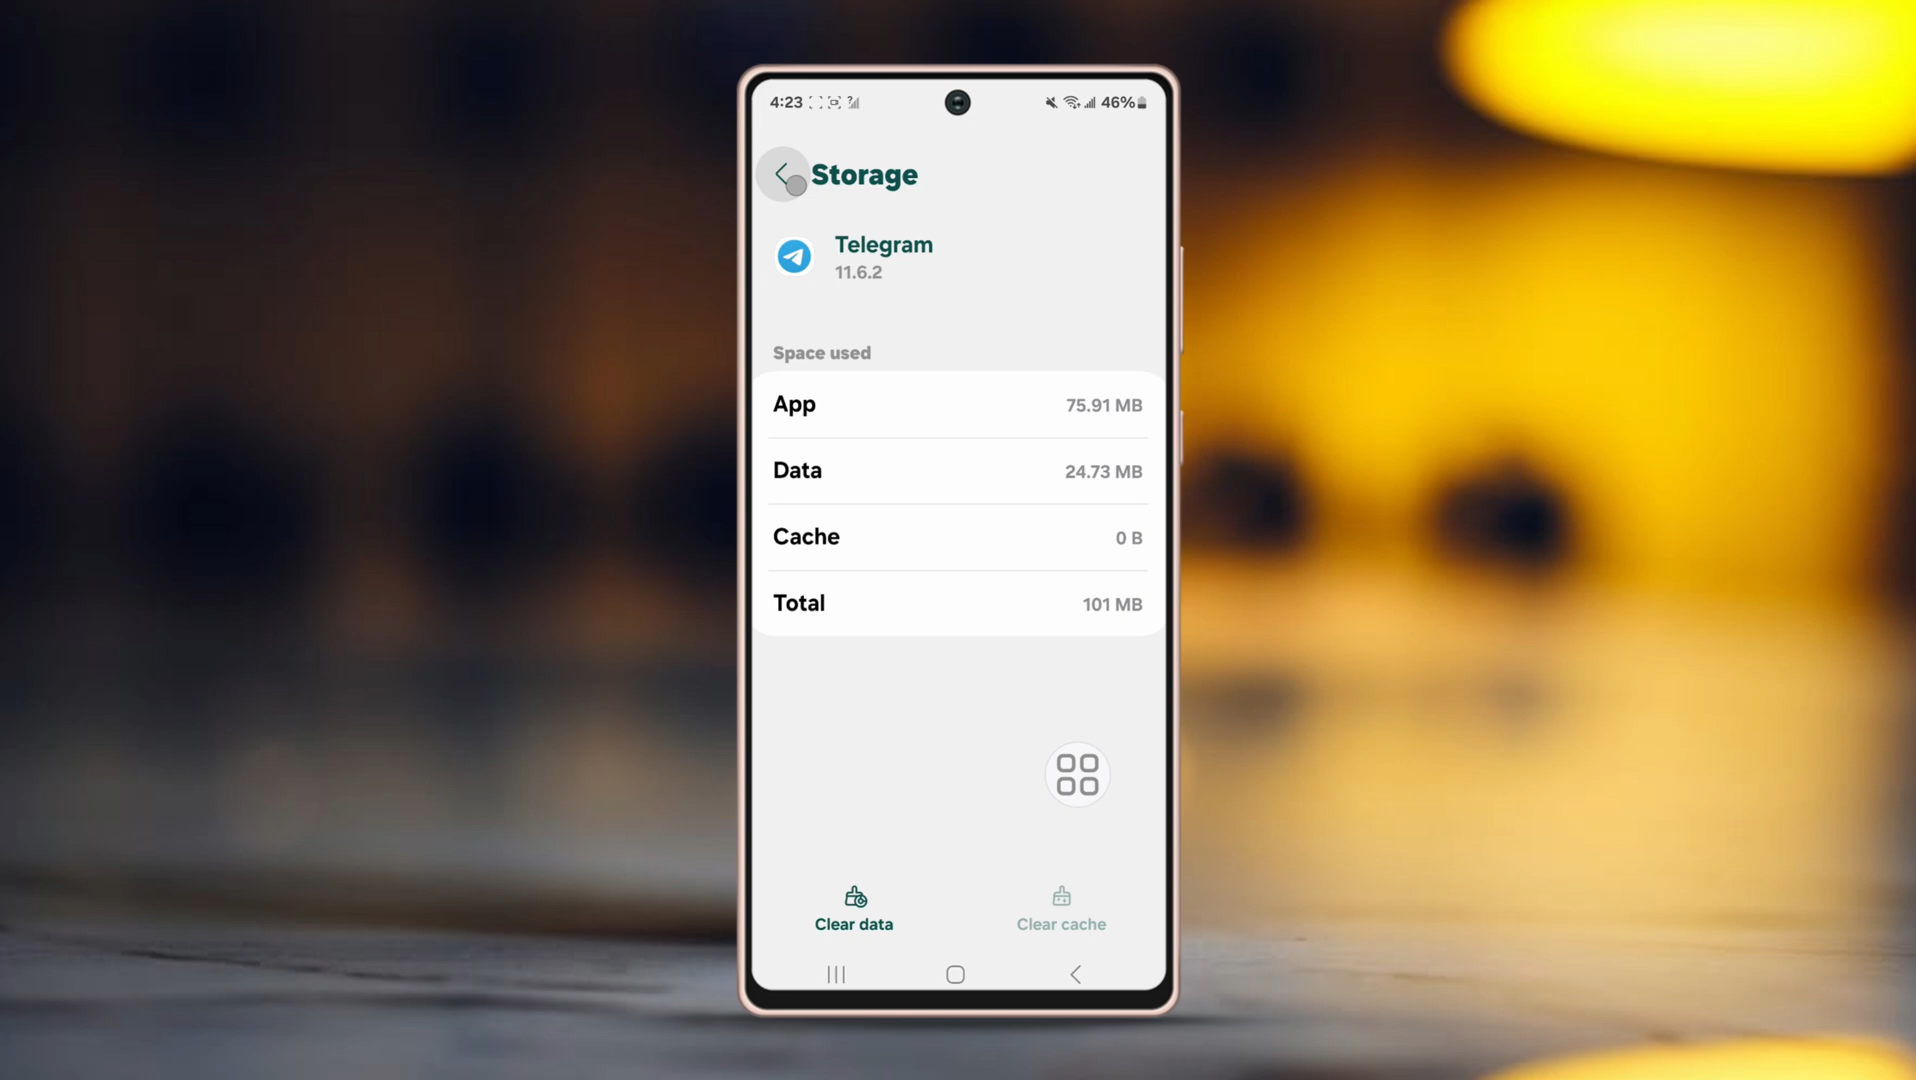 4:23 46%
Storage
Telegram
11.6.2
Space used
App 75.91 MB
Data 24.73 MB
Cache 0 B
Total 101 MB
Clear data Clear cache